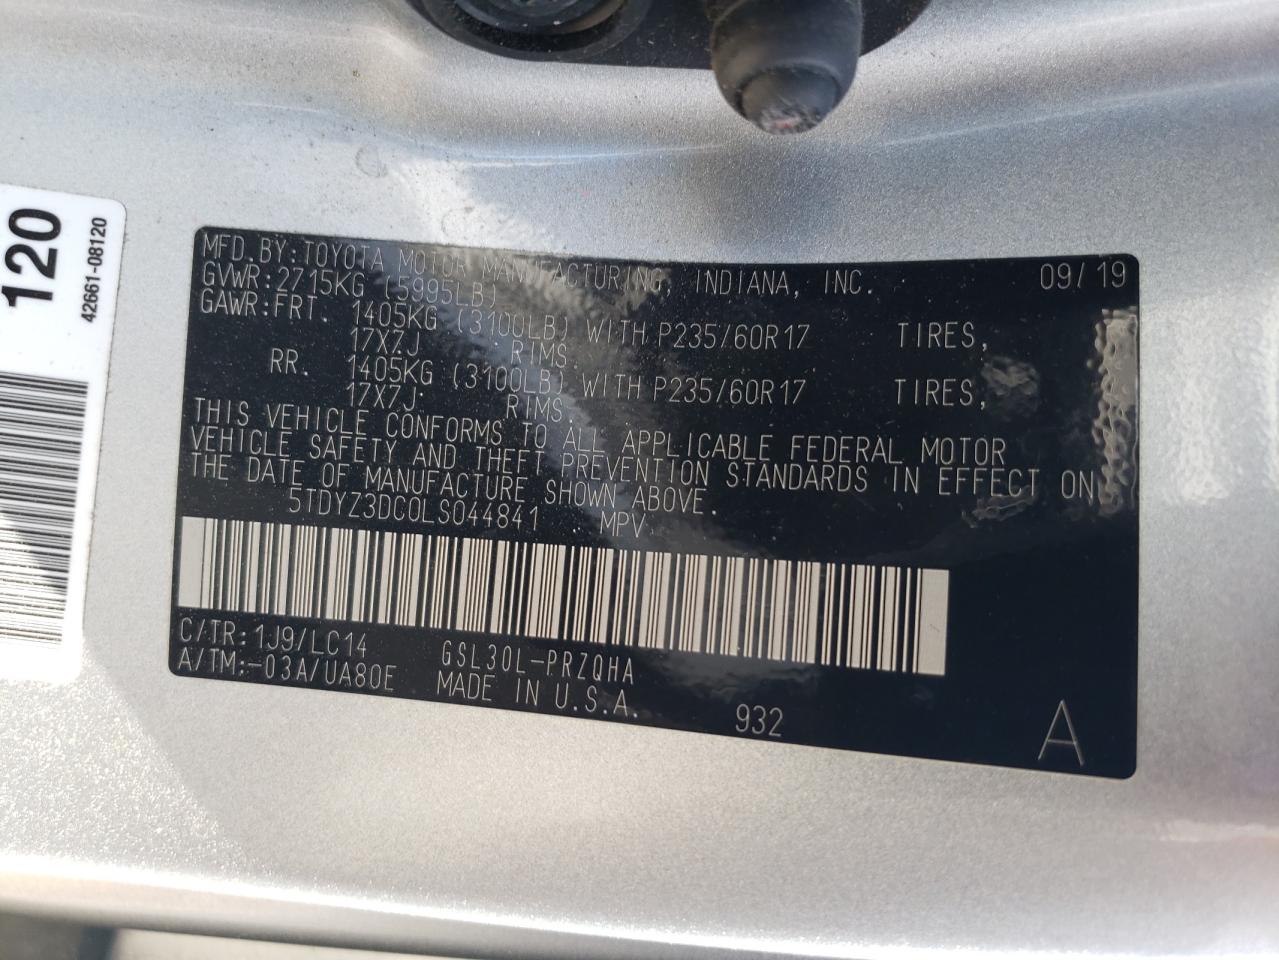 120
42661-08120
MFD.BY:TOYOTA MOTOR MANUFACTURING, INDIANA, INC. 09/19
GVWR:2715KG (5995LB)
GAWR:FRT. 1405KG (3100LB) WITH P235/60R17 TIRES,
17X7J RIMS.
RR. 1405KG (3100LB) WITH P235/60R17 TIRES,
17X7J RIMS.
THIS VEHICLE CONFORMS TO ALL APPLICABLE FEDERAL MOTOR
VEHICLE SAFETY AND THEFT PREVENTION STANDARDS IN EFFECT ON
THE DATE OF MANUFACTURE SHOWN ABOVE.
5TDYZ3DC0LS044841 MPV
C/TR:1J9/LC14 GSL30L-PRZQHA
A/TM:-03A/UA80E MADE IN U.S.A. 932
A